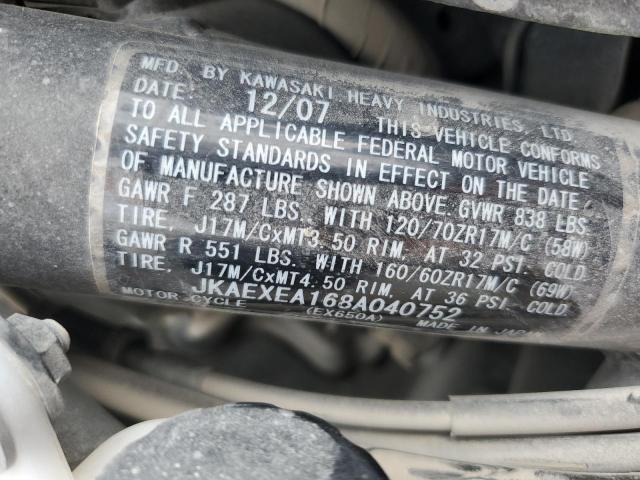 MFD. BY KAWASAKI HEAVY INDUSTRIES, LTD.
DATE: 12/07 THIS VEHICLE CONFORMS
TO ALL APPLICABLE FEDERAL MOTOR VEHICLE
SAFETY STANDARDS IN EFFECT ON THE DATE
OF MANUFACTURE SHOWN ABOVE. GVWR 838 LBS
GAWR F 287 LBS. WITH 120/70ZR17M/C (58W)
TIRE, J17M/CxMT3.50 RIM, AT 32 PSI. COLD
GAWR R 551 LBS. WITH 160/60ZR17M/C (69W)
TIRE, J17M/CxMT4.50 RIM, AT 36 PSI. COLD
JKAEXEA168A040752
MOTOR-CYCLE (EX650A) MADE IN JAPAN